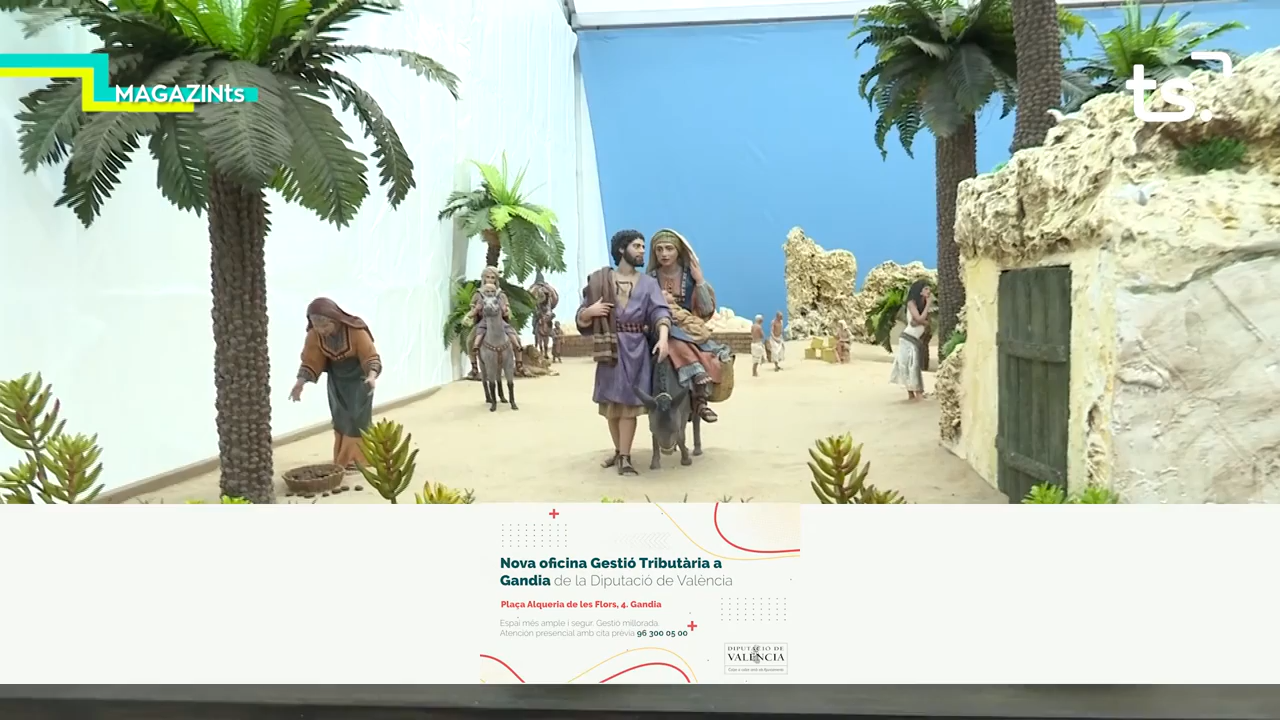 MAGAZINts
ts.
Nova oficina Gestió Tributària a
Gandia de la Diputació de València
Plaça Alqueria de les Flors, 4. Gandia
Espai més ample i segur. Gestió millorada.
Atenció presencial amb cita prèvia 96 300 05 00
DIPUTACIÓ DE
VALÈNCIA